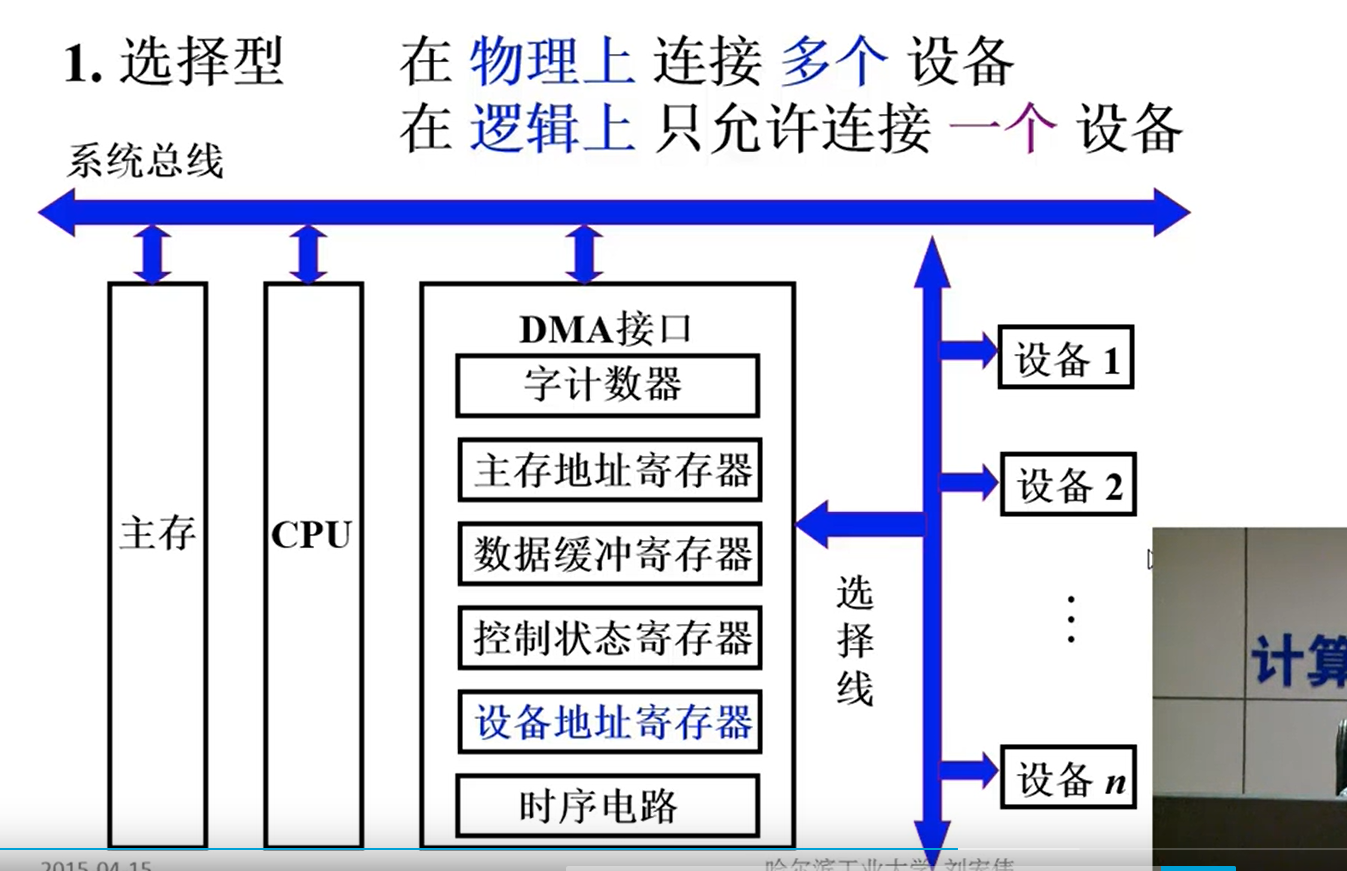 1. 选择型 在 物理上 连接 多个 设备
在 逻辑上 只允许连接 一个 设备
系统总线
主存
CPU
DMA接口
字计数器
主存地址寄存器
数据缓冲寄存器
控制状态寄存器
设备地址寄存器
时序电路
选
择
线
设备 1
设备 2
⋮
设备 n
计算
2015-04-15
哈尔滨工业大学 刘宏伟